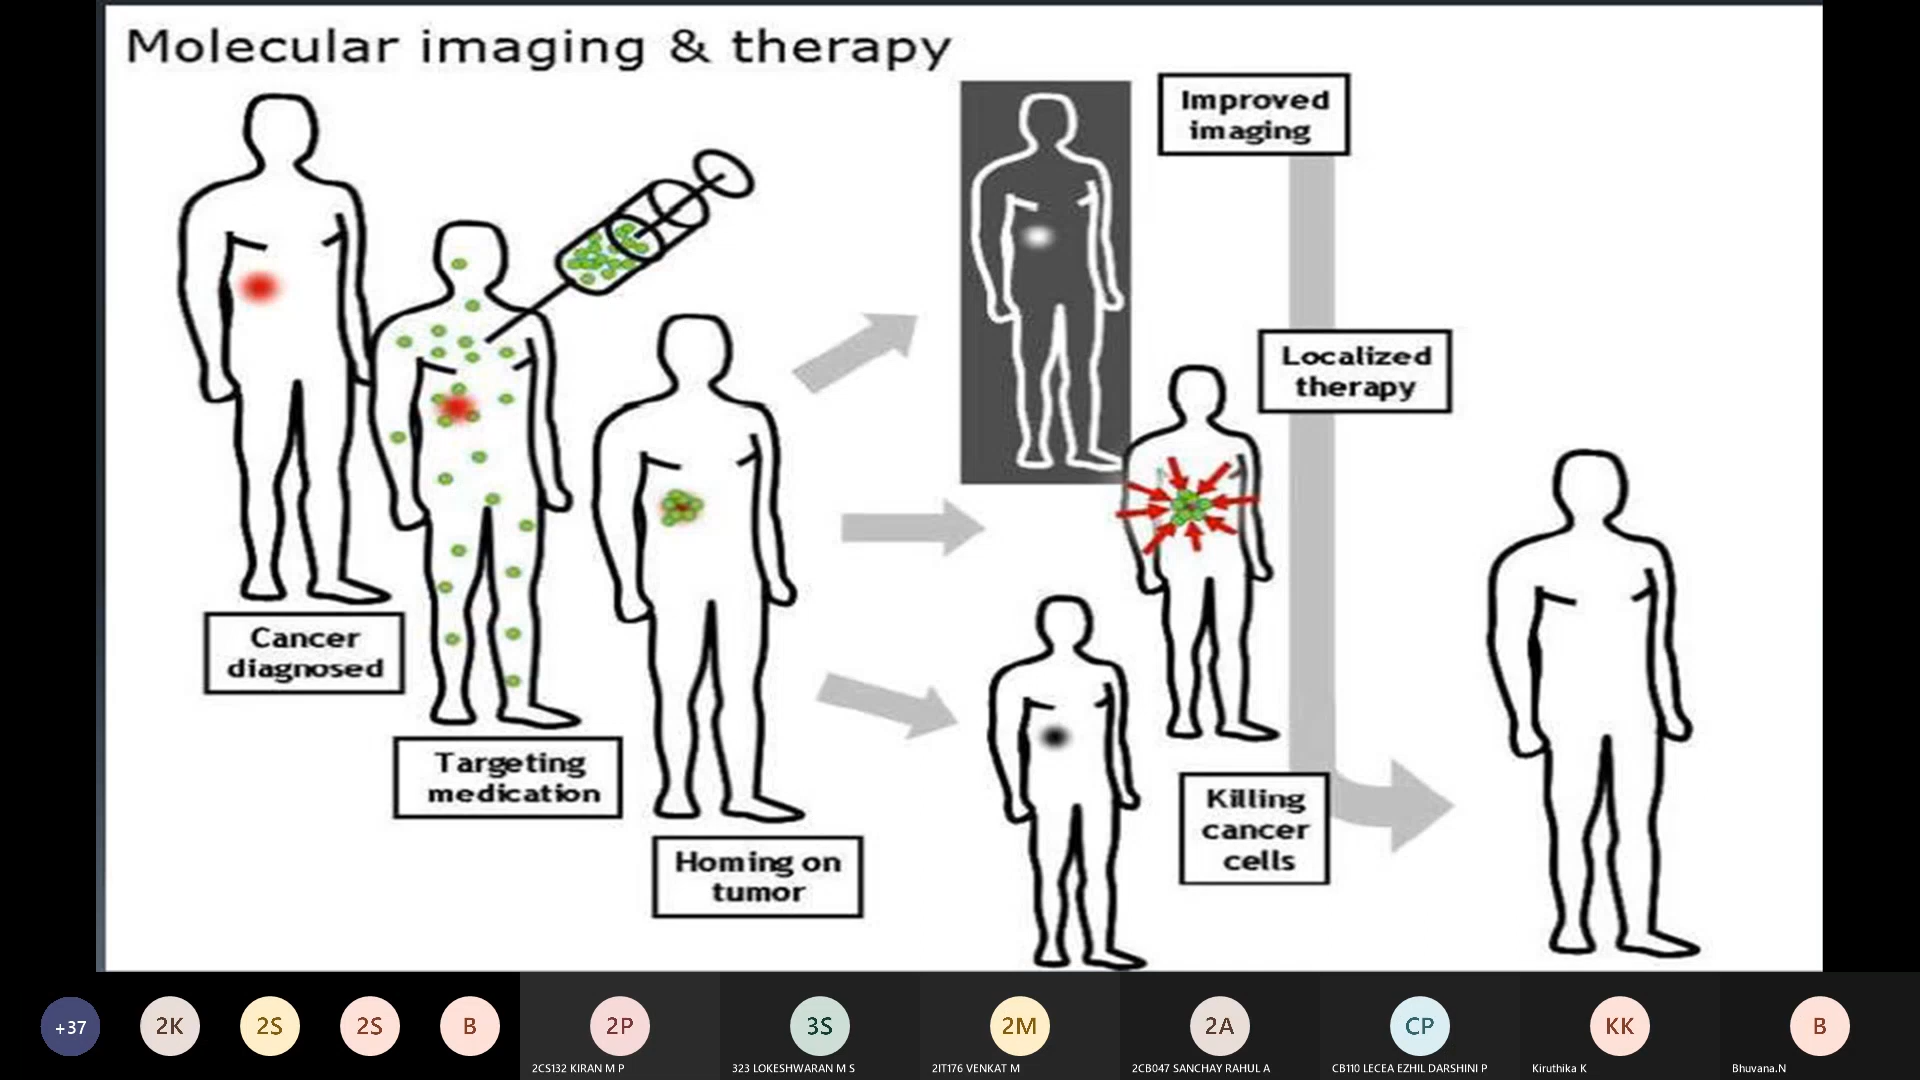 Molecular imaging & therapy
Improved
imaging
Localized
therapy
Cancer
diagnosed
Targeting
medication
Homing on
tumor
Killing
cancer
cells
+37
2K
2S
2S
B
2P
3S
2M
2A
CP
KK
B
2CS132 KIRAN M P
323 LOKESHWARAN M S
2IT176 VENKAT M
2CB047 SANCHAY RAHUL A
CB110 LECEA EZHIL DARSHINI P
Kiruthika K
Bhuvana.N